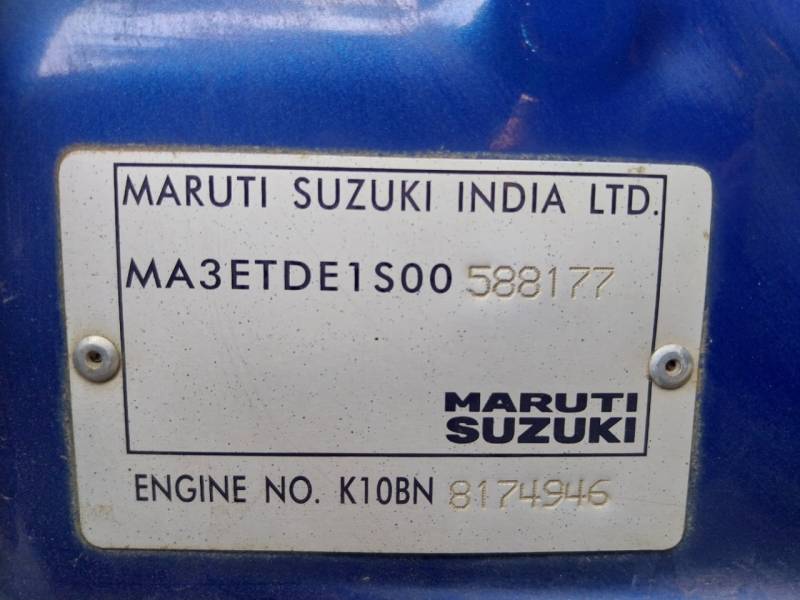 MARUTI SUZUKI INDIA LTD.
MA3ETDE1S00 588177
MARUTI
SUZUKI
ENGINE NO. K10BN 8174946